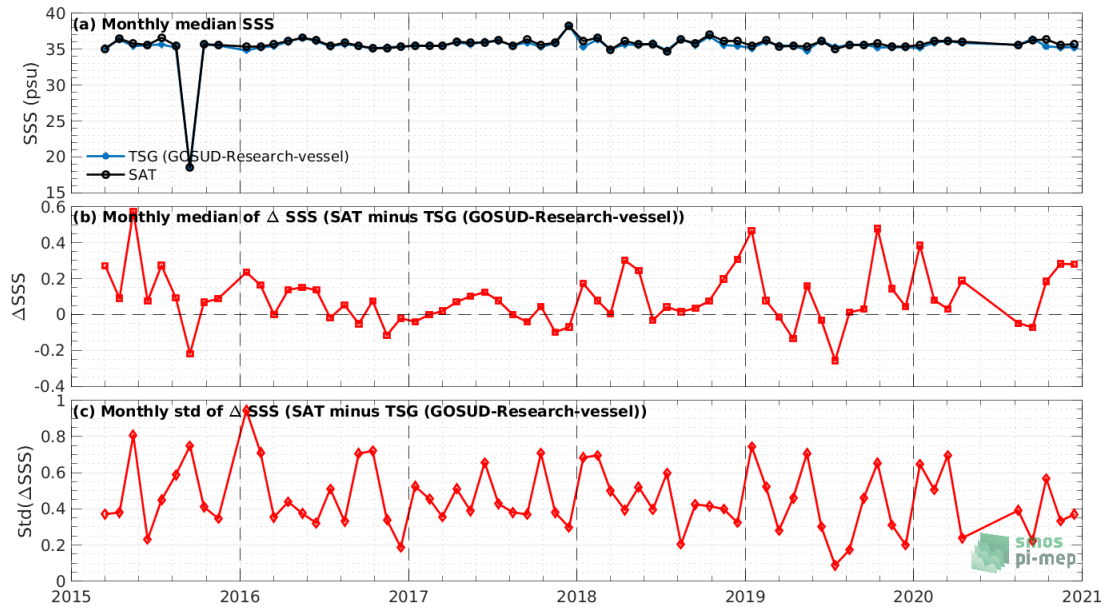 (a) Monthly median SSS
40
35
30
25
20
15
SSS (psu)
TSG (GOSUD-Research-vessel)
SAT
(b) Monthly median of Δ SSS (SAT minus TSG (GOSUD-Research-vessel))
0.6
0.4
0.2
0
-0.2
-0.4
ΔSSS
(c) Monthly std of Δ SSS (SAT minus TSG (GOSUD-Research-vessel))
1
0.8
0.6
0.4
0.2
0
Std(ΔSSS)
smos
pi-mep
2015 2016 2017 2018 2019 2020 2021